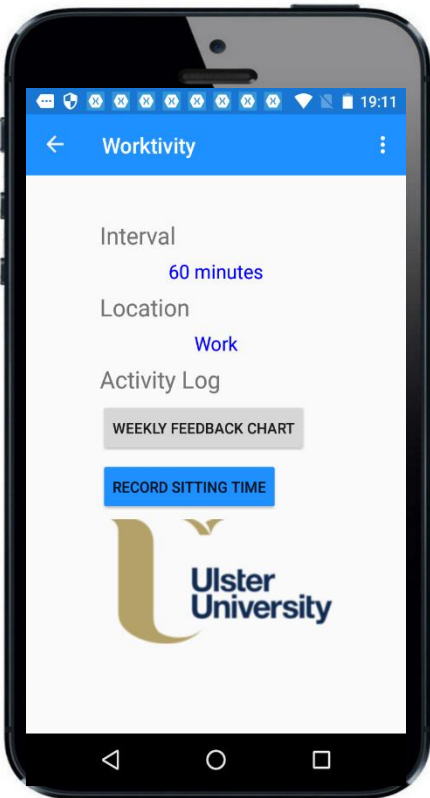 19:11
Worktivity
Interval
60 minutes
Location
Work
Activity Log
WEEKLY FEEDBACK CHART
RECORD SITTING TIME
Ulster
University